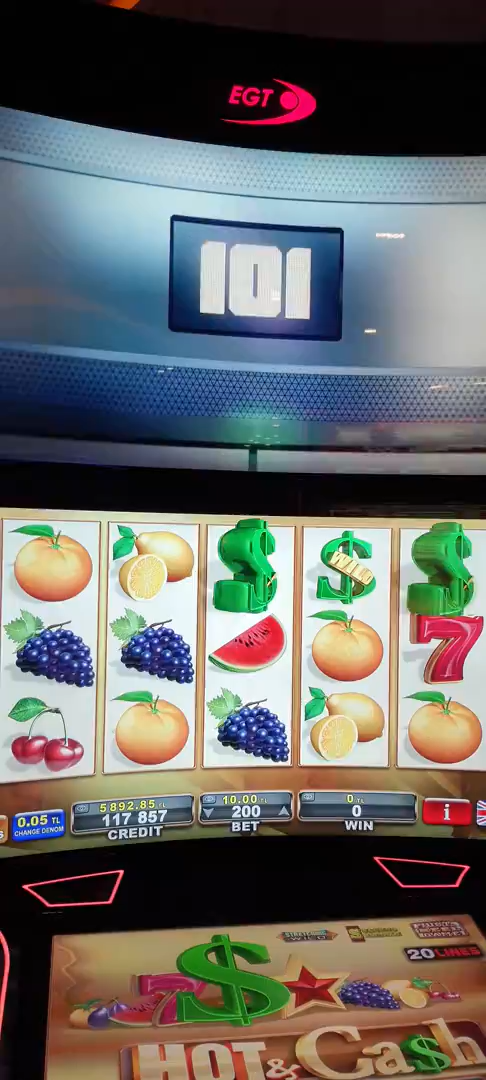 EGT
101
WILD
7
5892.85 TL
117 857
CREDIT
10.00 TL
200
BET
0 TL
0
WIN
0.05 TL
CHANGE DENOM
i
20 LINES
HOT & Cash